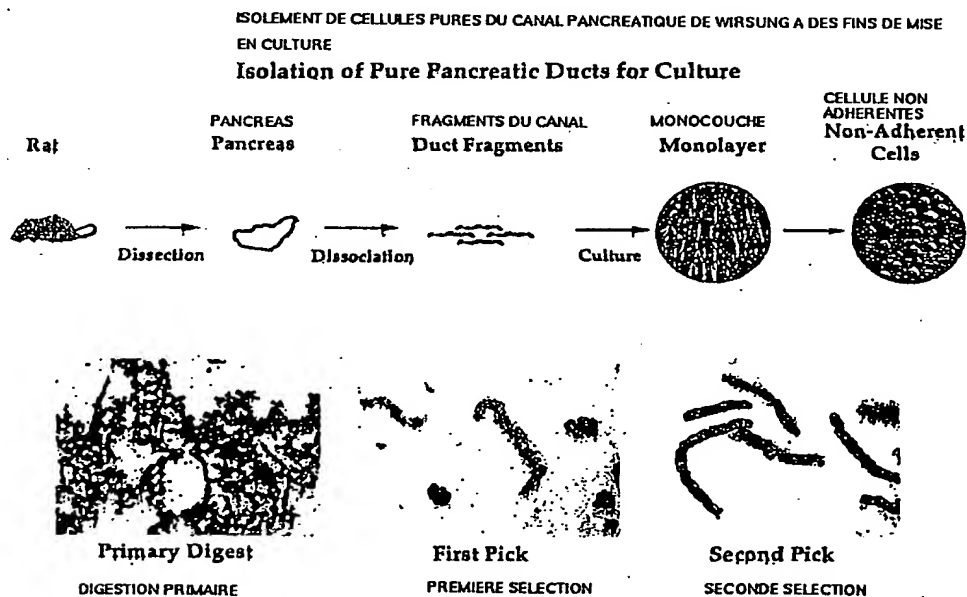 ISOLEMENT DE CELLULES PURES DU CANAL PANCREATIQUE DE WIRSUNG A DES FINS DE MISE
EN CULTURE
Isolation of Pure Pancreatic Ducts for Culture
Rat
PANCREAS
Pancreas
FRAGMENTS DU CANAL
Duct Fragments
MONOCOUCHE
Monolayer
CELLULE NON
ADHERENTES
Non-Adherent
Cells
Dissection
Dissociation
Culture
Primary Digest
First Pick
Second Pick
DIGESTION PRIMAIRE
PREMIERE SELECTION
SECONDE SELECTION